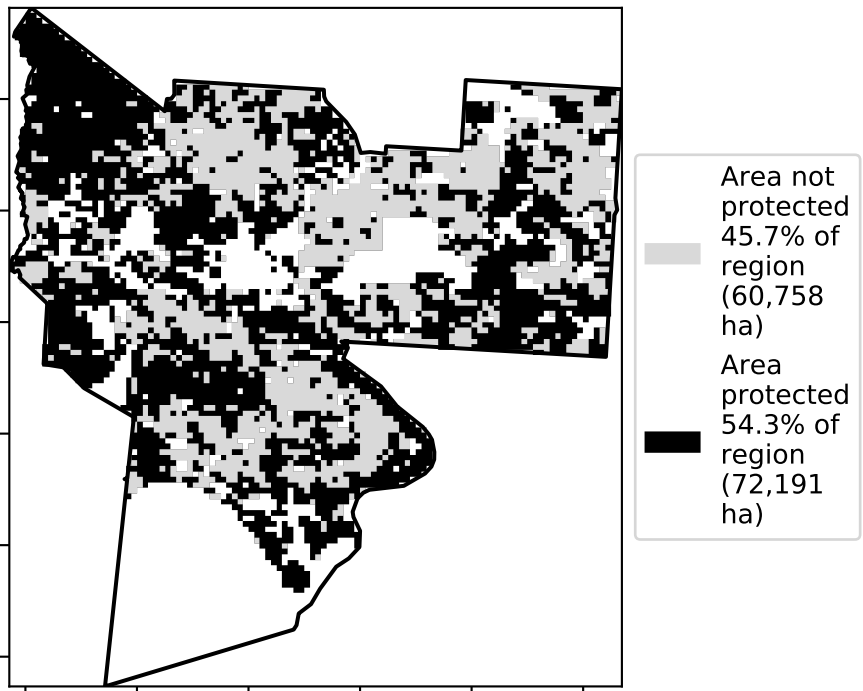 Area not
protected
45.7% of
region
(60,758
ha)
Area
protected
54.3% of
region
(72,191
ha)